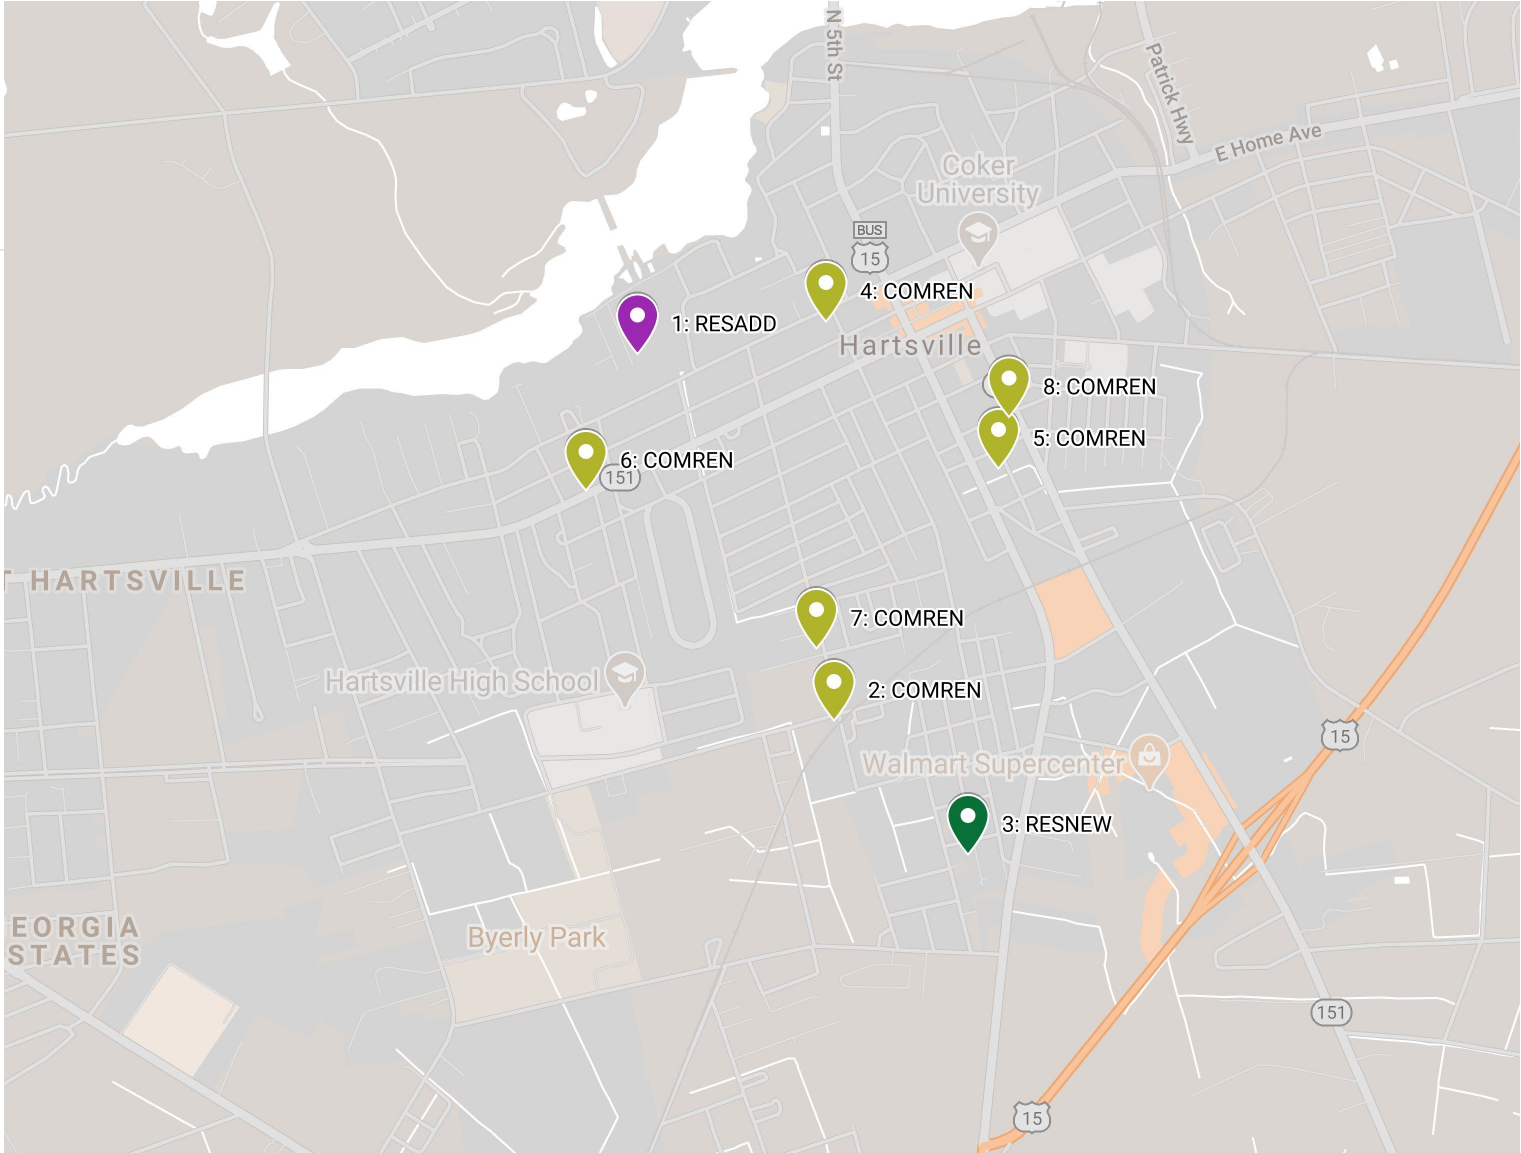 N 5th St
Patrick Hwy
E Home Ave
Coker
University
BUS
15
4: COMREN
1: RESADD
Hartsville
8: COMREN
5: COMREN
6: COMREN
151
T HARTSVILLE
7: COMREN
Hartsville High School
2: COMREN
15
Walmart Supercenter
3: RESNEW
EORGIA
STATES
Byerly Park
151
15